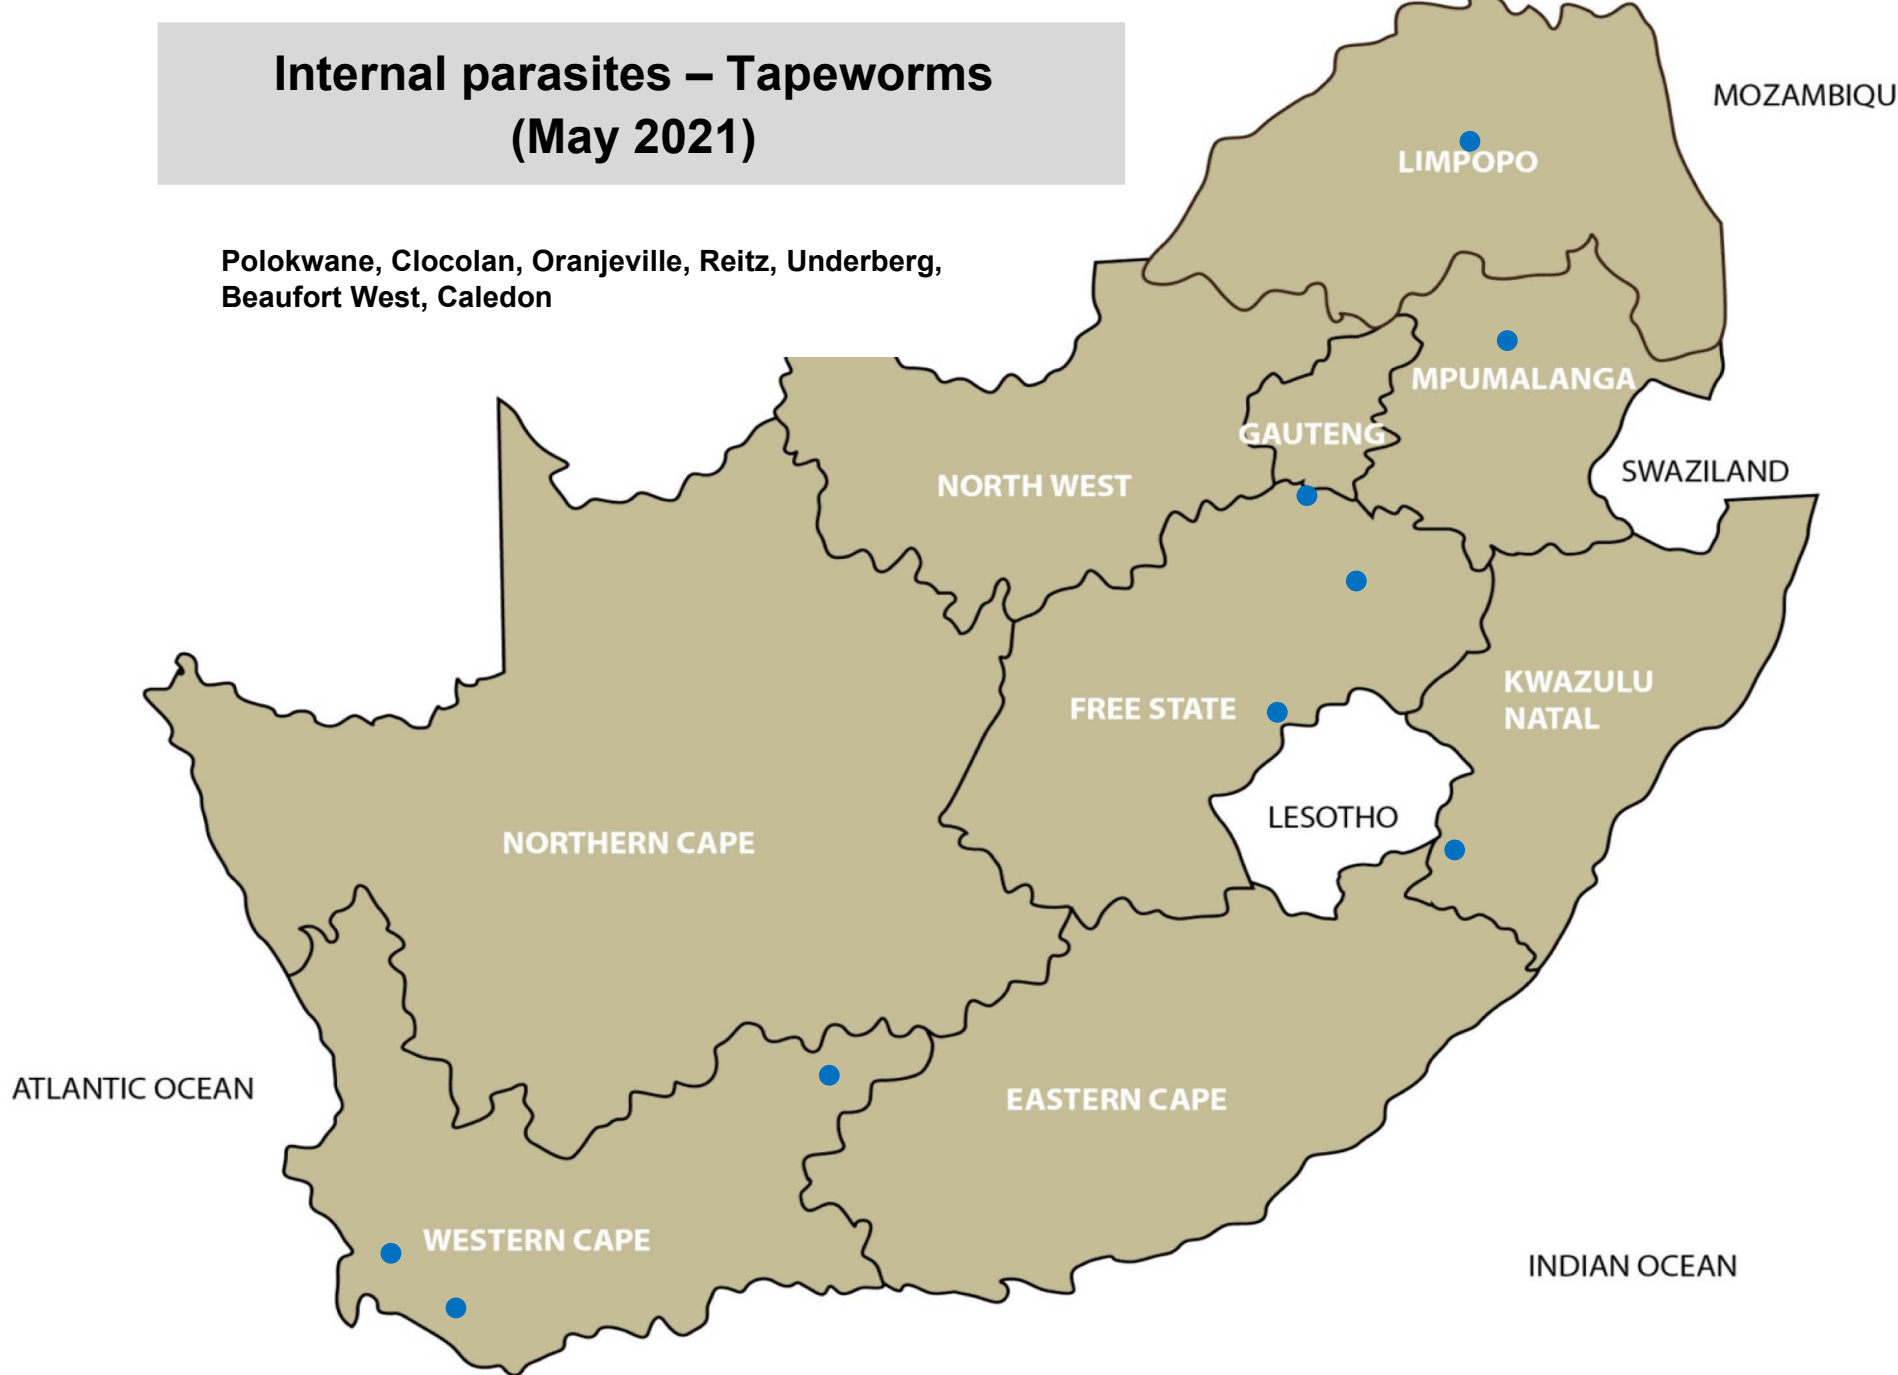 Internal parasites – Tapeworms
(May 2021)
Polokwane, Clocolan, Oranjeville, Reitz, Underberg,
Beaufort West, Caledon
MOZAMBIQU
LIMPOPO
MPUMALANGA
GAUTENG
SWAZILAND
NORTH WEST
KWAZULU
NATAL
FREE STATE
LESOTHO
NORTHERN CAPE
ATLANTIC OCEAN
EASTERN CAPE
WESTERN CAPE
INDIAN OCEAN